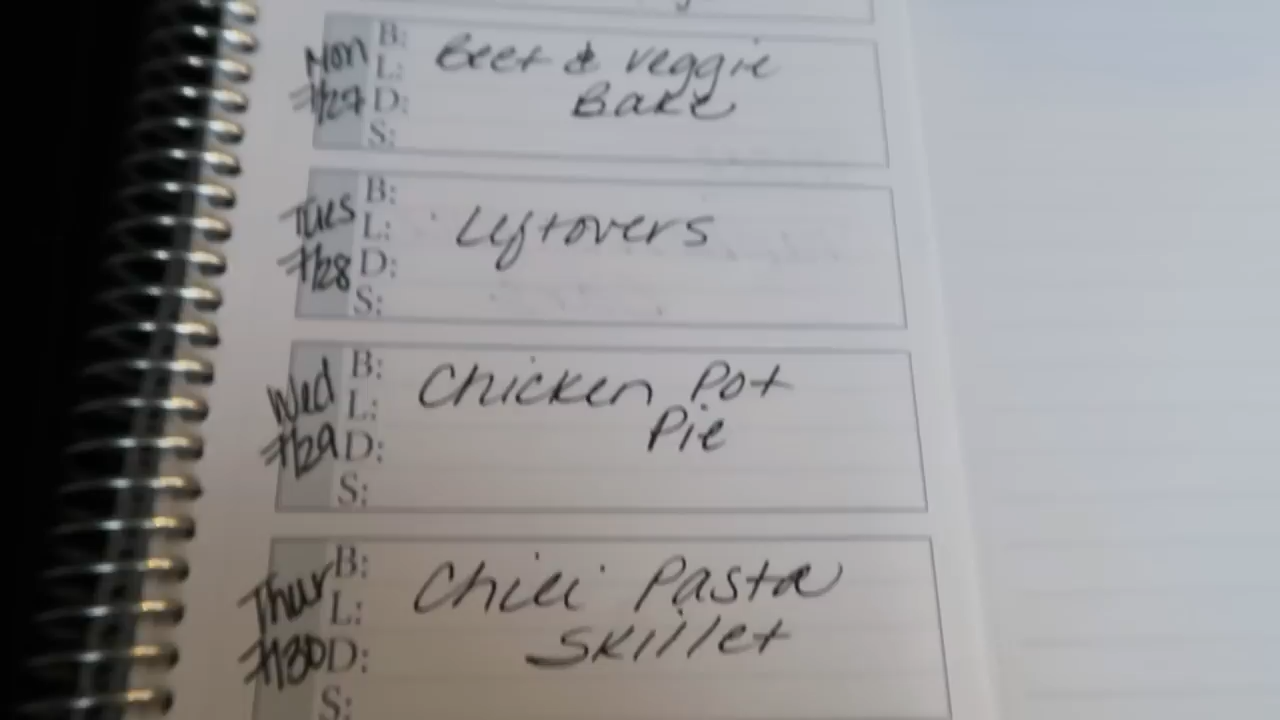 Mon B: Beef & veggie
L:
7/27 D: Bake
S:
Tues B:
L: Leftovers
7/28 D:
S:
Wed B: Chicken Pot
L: Pie
7/29 D:
S:
Thur B: Chili Pasta
L: Skillet
7/30 D:
S: